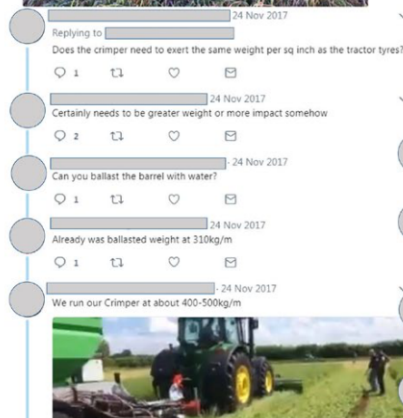 24 Nov 2017
Replying to
Does the crimper need to exert the same weight per sq inch as the tractor tyres?
1
24 Nov 2017
Certainly needs to be greater weight or more impact somehow
2
- 24 Nov 2017
Can you ballast the barrel with water?
1
24 Nov 2017
Already was ballasted weight at 310kg/m
1
- 24 Nov 2017
We run our Crimper at about 400-500kg/m